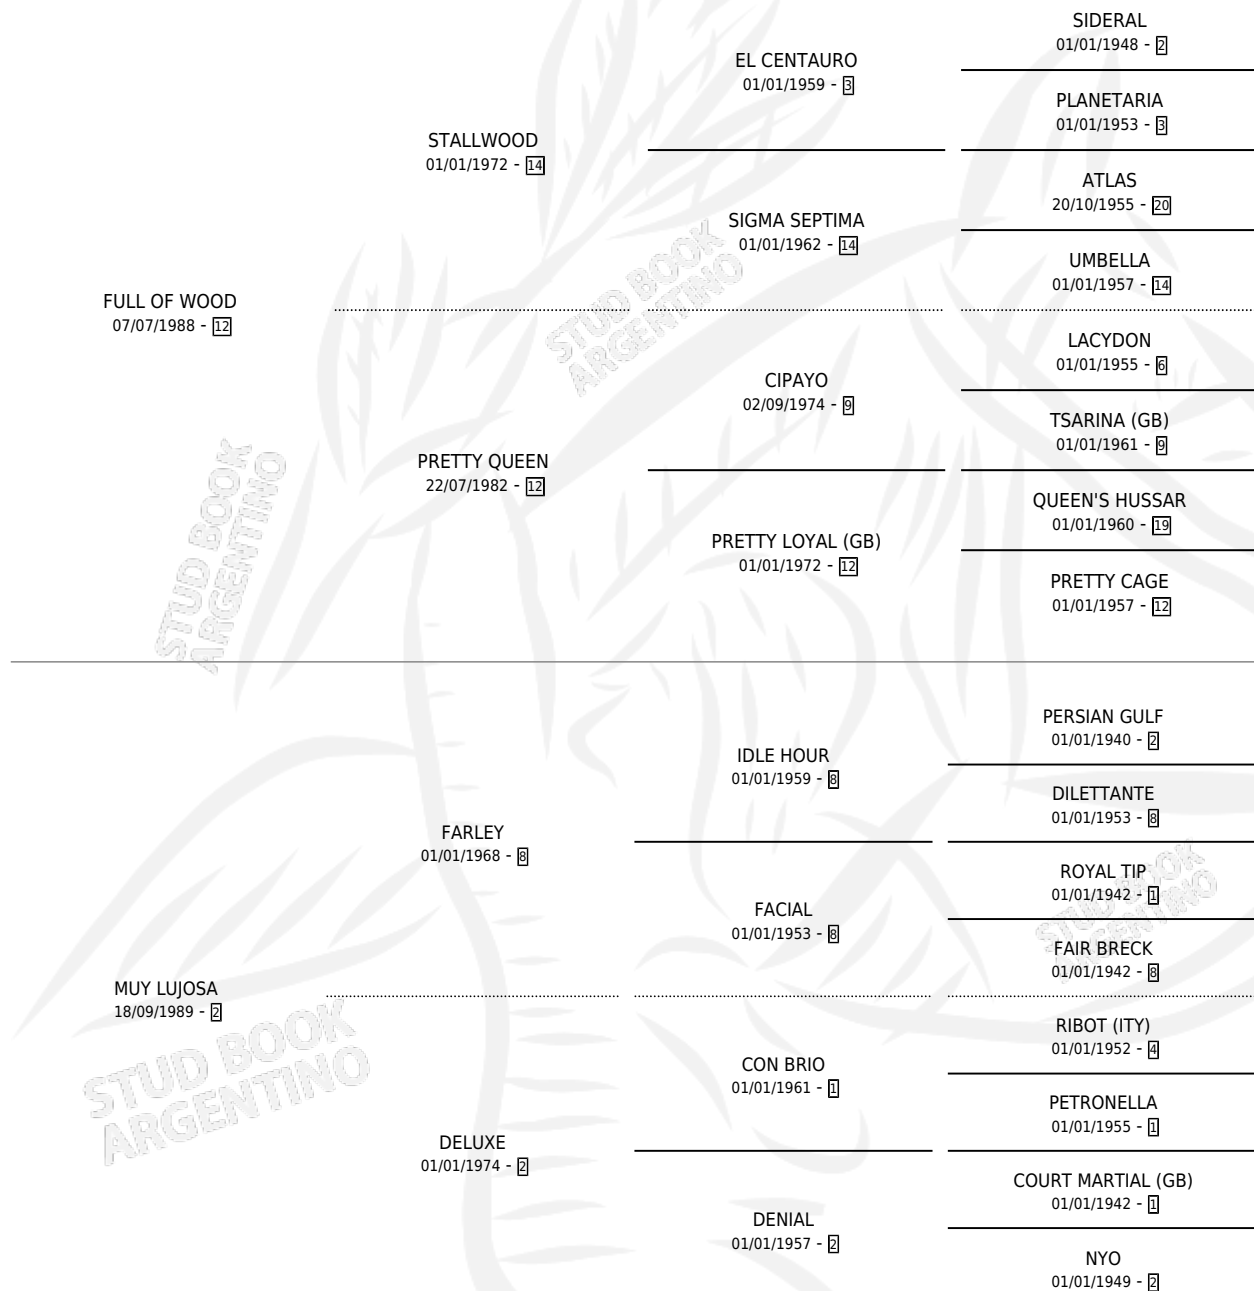 SIDERAL
01/01/1948 - 2
EL CENTAURO
01/01/1959 - 3
PLANETARIA
01/01/1953 - 3
STALLWOOD
01/01/1972 - 14
ATLAS
20/10/1955 - 20
SIGMA SEPTIMA
01/01/1962 - 14
UMBELLA
01/01/1957 - 14
FULL OF WOOD
07/07/1988 - 12
LACYDON
01/01/1955 - 6
CIPAYO
02/09/1974 - 9
TSARINA (GB)
01/01/1961 - 9
PRETTY QUEEN
22/07/1982 - 12
QUEEN'S HUSSAR
01/01/1960 - 19
PRETTY LOYAL (GB)
01/01/1972 - 12
PRETTY CAGE
01/01/1957 - 12
PERSIAN GULF
01/01/1940 - 2
IDLE HOUR
01/01/1959 - 8
DILETTANTE
01/01/1953 - 8
FARLEY
01/01/1968 - 8
ROYAL TIP
01/01/1942 - 1
FACIAL
01/01/1953 - 8
FAIR BRECK
01/01/1942 - 8
MUY LUJOSA
18/09/1989 - 2
RIBOT (ITY)
01/01/1952 - 4
CON BRIO
01/01/1961 - 1
PETRONELLA
01/01/1955 - 1
DELUXE
01/01/1974 - 2
COURT MARTIAL (GB)
01/01/1942 - 1
DENIAL
01/01/1957 - 2
NYO
01/01/1949 - 2
STUD BOOK
ARGENTINO
STUD BOOK
ARGENTINO
STUD BOOK
ARGENTINO
STUD BOOK
ARGENTINO